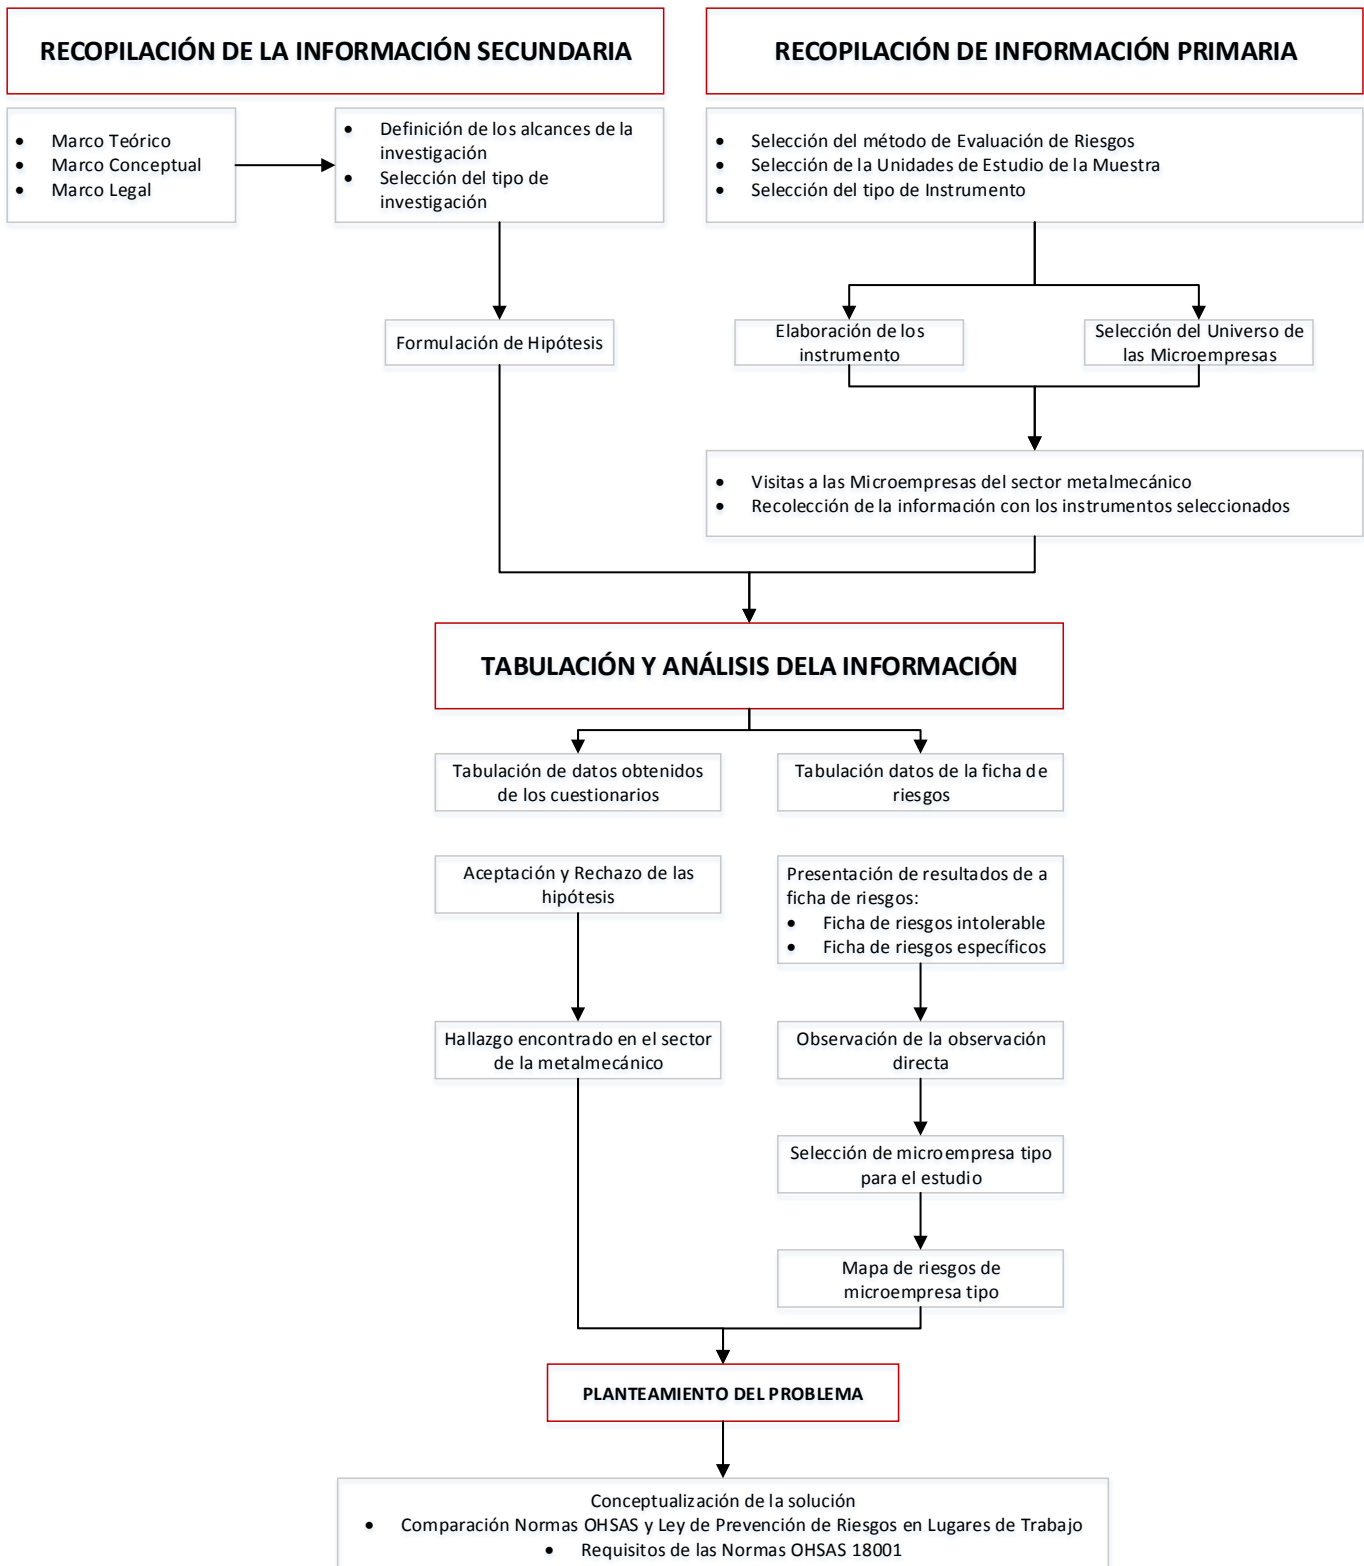 RECOPILACIÓN DE LA INFORMACIÓN SECUNDARIA
RECOPILACIÓN DE INFORMACIÓN PRIMARIA
• Marco Teórico
• Marco Conceptual
• Marco Legal
• Definición de los alcances de la
investigación
• Selección del tipo de
investigación
• Selección del método de Evaluación de Riesgos
• Selección de la Unidades de Estudio de la Muestra
• Selección del tipo de Instrumento
Formulación de Hipótesis
Elaboración de los
instrumento
Selección del Universo de
las Microempresas
• Visitas a las Microempresas del sector metalmecánico
• Recolección de la información con los instrumentos seleccionados
TABULACIÓN Y ANÁLISIS DELA INFORMACIÓN
Tabulación de datos obtenidos
de los cuestionarios
Tabulación datos de la ficha de
riesgos
Aceptación y Rechazo de las
hipótesis
Presentación de resultados de a
ficha de riesgos:
• Ficha de riesgos intolerable
• Ficha de riesgos específicos
Hallazgo encontrado en el sector
de la metalmecánico
Observación de la observación
directa
Selección de microempresa tipo
para el estudio
Mapa de riesgos de
microempresa tipo
PLANTEAMIENTO DEL PROBLEMA
Conceptualización de la solución
• Comparación Normas OHSAS y Ley de Prevención de Riesgos en Lugares de Trabajo
• Requisitos de las Normas OHSAS 18001